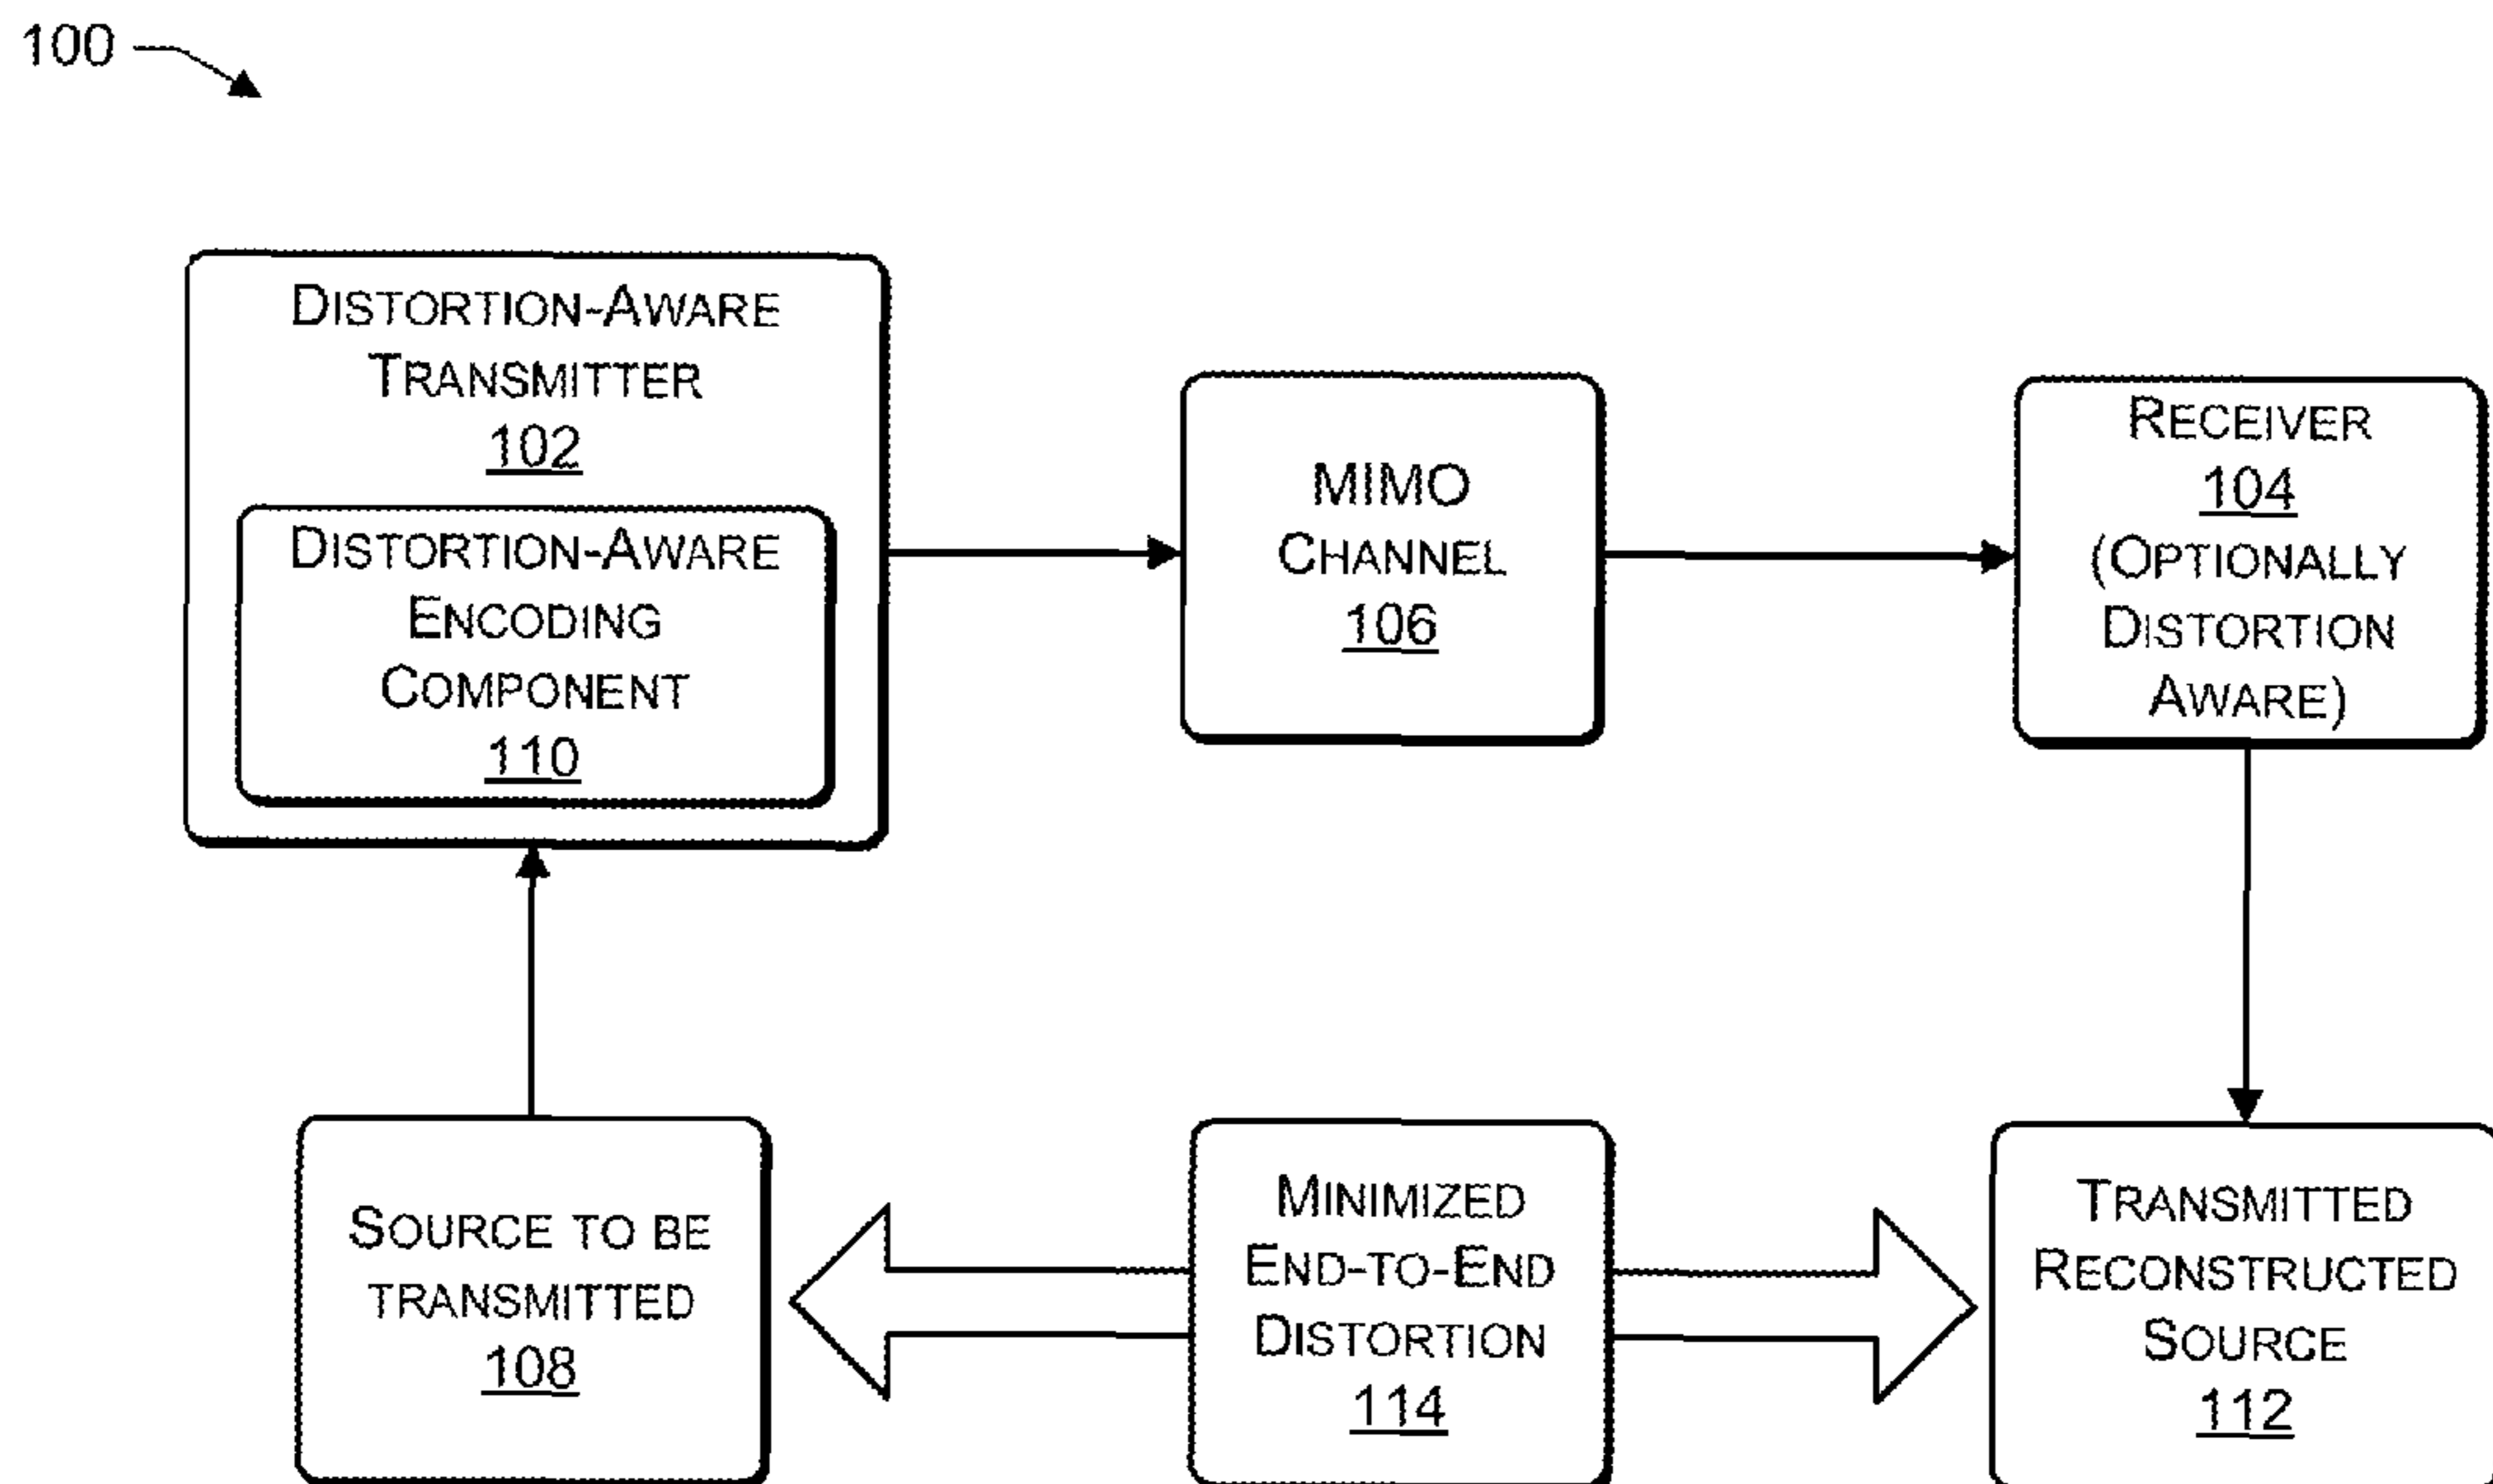 100
DISTORTION-AWARE
TRANSMITTER
102
DISTORTION-AWARE
ENCODING
COMPONENT
110
MIMO
CHANNEL
106
RECEIVER
104
(OPTIONALLY
DISTORTION
AWARE)
SOURCE TO BE
TRANSMITTED
108
MINIMIZED
END-TO-END
DISTORTION
114
TRANSMITTED
RECONSTRUCTED
SOURCE
112